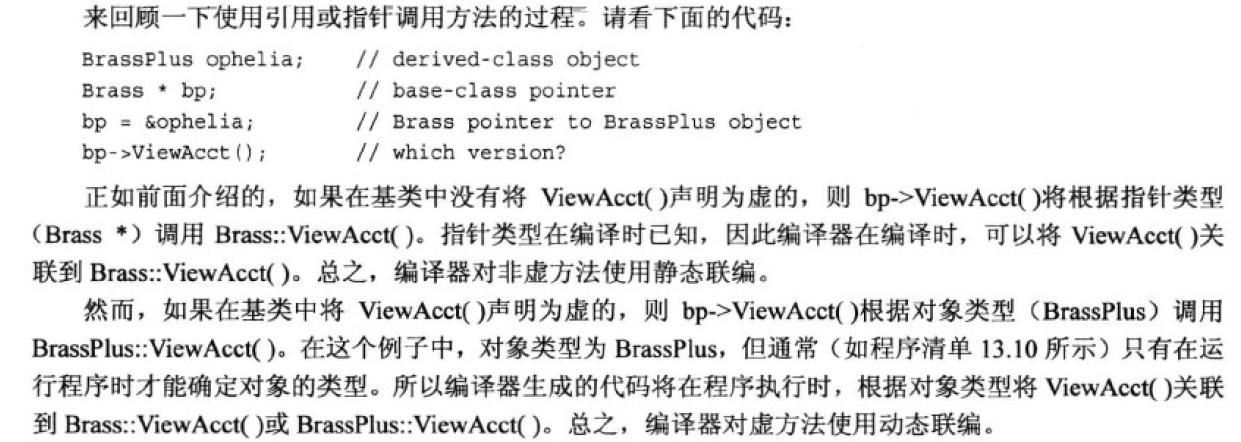 来回顾一下使用引用或指针调用方法的过程。请看下面的代码：
BrassPlus ophelia;    // derived-class object
Brass * bp;           // base-class pointer
bp = &ophelia;        // Brass pointer to BrassPlus object
bp->ViewAcct();       // which version?
正如前面介绍的，如果在基类中没有将 ViewAcct( )声明为虚的，则 bp->ViewAcct( )将根据指针类型
（Brass *）调用 Brass::ViewAcct( )。指针类型在编译时已知，因此编译器在编译时，可以将 ViewAcct( )关
联到 Brass::ViewAcct( )。总之，编译器对非虚方法使用静态联编。
然而，如果在基类中将 ViewAcct( )声明为虚的，则 bp->ViewAcct( )根据对象类型（BrassPlus）调用
BrassPlus::ViewAcct( )。在这个例子中，对象类型为 BrassPlus，但通常（如程序清单 13.10 所示）只有在运
行程序时才能确定对象的类型。所以编译器生成的代码将在程序执行时，根据对象类型将 ViewAcct( )关联
到 Brass::ViewAcct( )或 BrassPlus::ViewAcct( )。总之，编译器对虚方法使用动态联编。